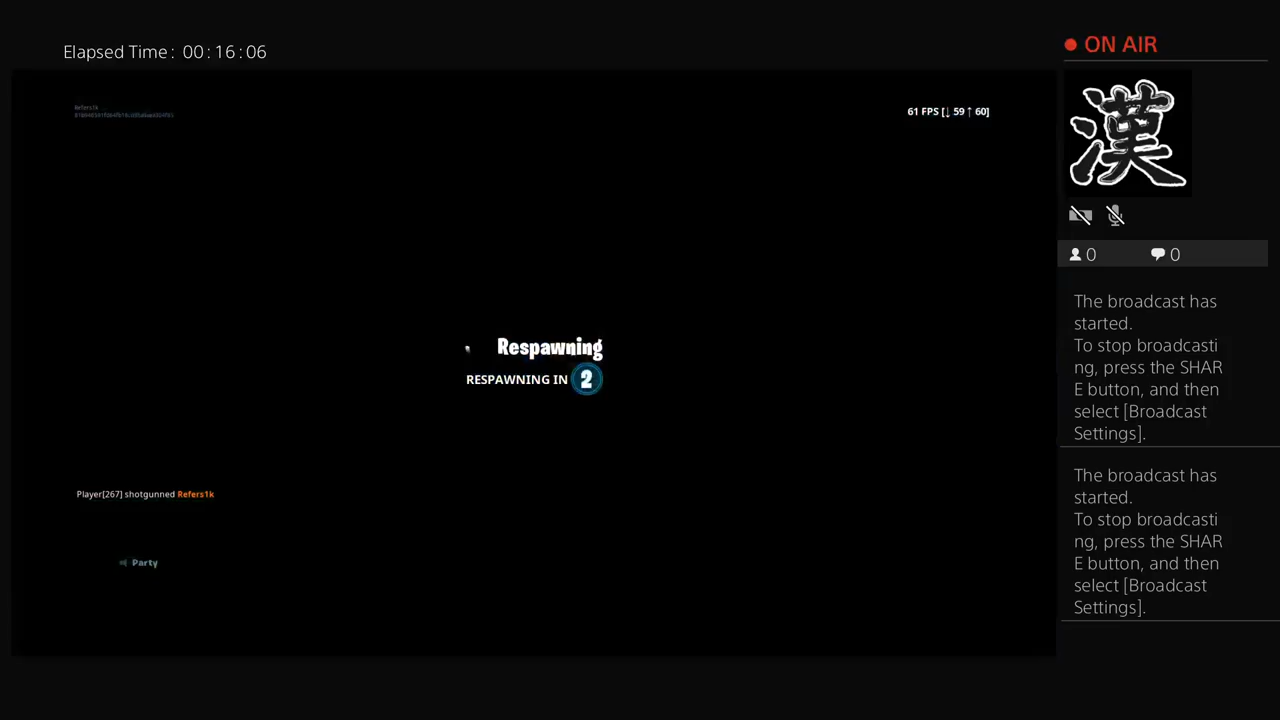 Elapsed Time: 00:16:06
ON AIR
Refers1k
61 FPS [↓ 59 ↑ 60]
漢
0 0
Respawning
RESPAWNING IN 2
Player[267] shotgunned Refers1k
Party
The broadcast has
started.
To stop broadcasti
ng, press the SHAR
E button, and then
select [Broadcast
Settings].
The broadcast has
started.
To stop broadcasti
ng, press the SHAR
E button, and then
select [Broadcast
Settings].